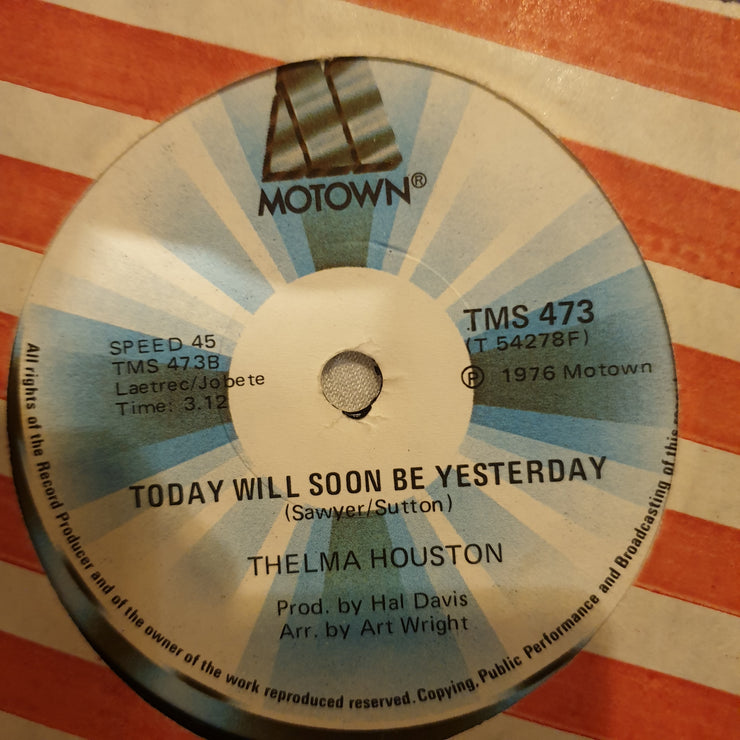 MOTOWN®
SPEED 45
TMS 473B
Laetrec/Jobete
Time: 3.12
TMS 473
(T 54278F)
℗ 1976 Motown
TODAY WILL SOON BE YESTERDAY
(Sawyer/Sutton)
THELMA HOUSTON
Prod. by Hal Davis
Arr. by Art Wright
All rights of the Record Producer and of the owner of the work reproduced reserved. Copying, Public Performance and Broadcasting of this